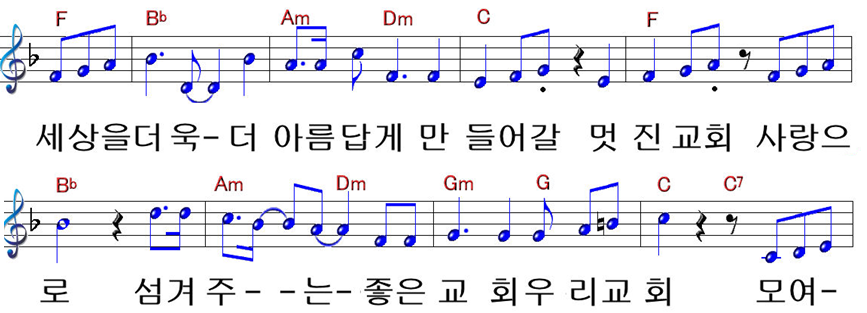 F Bb Am Dm C F
세상을더 욱- 더 아름답게 만 들어갈 멋 진 교회 사랑으
Bb Am Dm Gm G C C7
로 섬겨 주- -는- 좋은 교 회우 리교 회 모여-